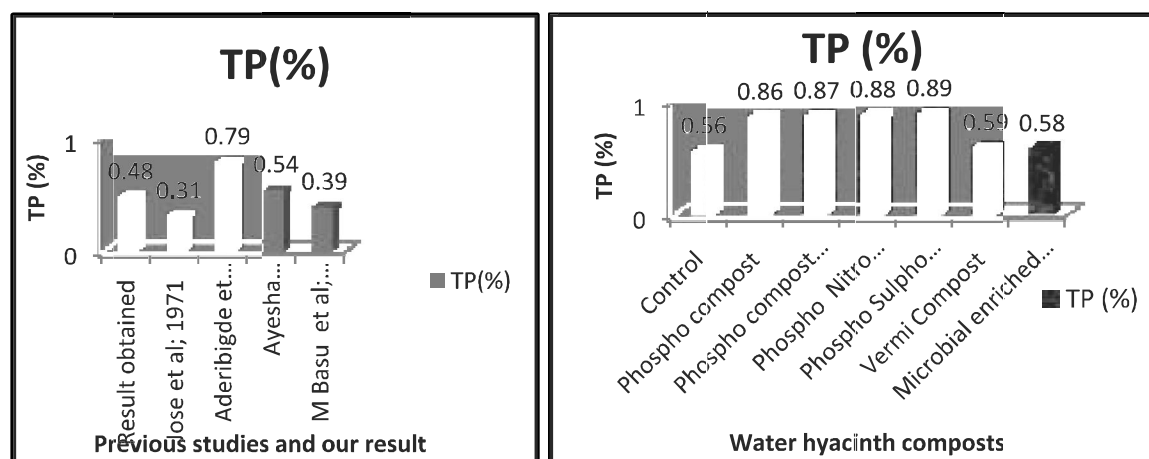 TP(%)
TP (%)
1
0
0.48
0.31
0.79
0.54
0.39
Result obtained
Jose et al; 1971
Aderibigde et...
Ayesha...
M Basu et al;...
TP(%)
Previous studies and our result
TP (%)
TP (%)
1
0
0.56
0.86
0.87
0.88
0.89
0.59
0.58
Control
Phospho compost
Phospho compost...
Phospho Nitro...
Phospho Sulpho...
Vermi Compost
Microbial enriched...
TP (%)
Water hyacinth composts